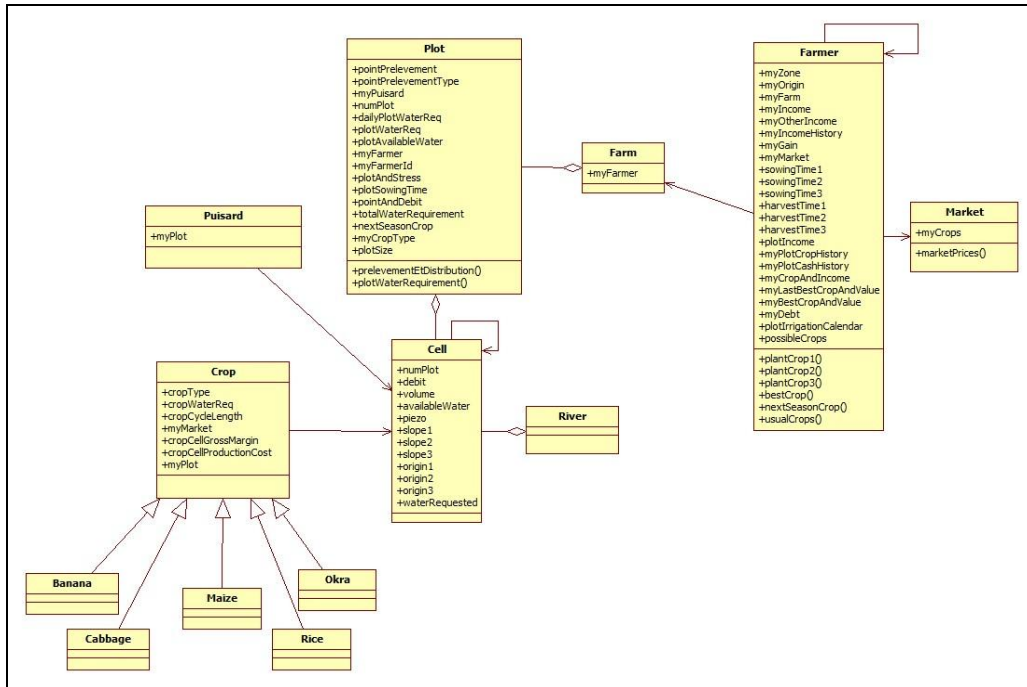 Plot
+pointPrelevement
+pointPrelevementType
+myPuisard
+numPlot
+dailyPlotWaterReq
+plotWaterReq
+plotAvailableWater
+myFarmer
+myFarmerId
+plotAndStress
+plotSowingTime
+pointAndDebit
+totalWaterRequirement
+nextSeasonCrop
+myCropType
+plotSize
+prelevementEtDistribution()
+plotWaterRequirement()
Farmer
+myZone
+myOrigin
+myFarm
+myIncome
+myOtherIncome
+myIncomeHistory
+myGain
+myMarket
+sowingTime1
+sowingTime2
+sowingTime3
+harvestTime1
+harvestTime2
+harvestTime3
+plotIncome
+myPlotCropHistory
+myPlotCashHistory
+myCropAndIncome
+myLastBestCropAndValue
+myBestCropAndValue
+myDebt
+plotIrrigationCalendar
+possibleCrops
+plantCrop1()
+plantCrop2()
+plantCrop3()
+bestCrop()
+nextSeasonCrop()
+usualCrops()
Farm
+myFarmer
Market
+myCrops
+marketPrices()
Puisard
+myPlot
Cell
+numPlot
+debit
+volume
+availableWater
+piezo
+slope1
+slope2
+slope3
+origin1
+origin2
+origin3
+waterRequested
Crop
+cropType
+cropWaterReq
+cropCycleLength
+myMarket
+cropCellGrossMargin
+cropCellProductionCost
+myPlot
River
Banana
Cabbage
Maize
Rice
Okra